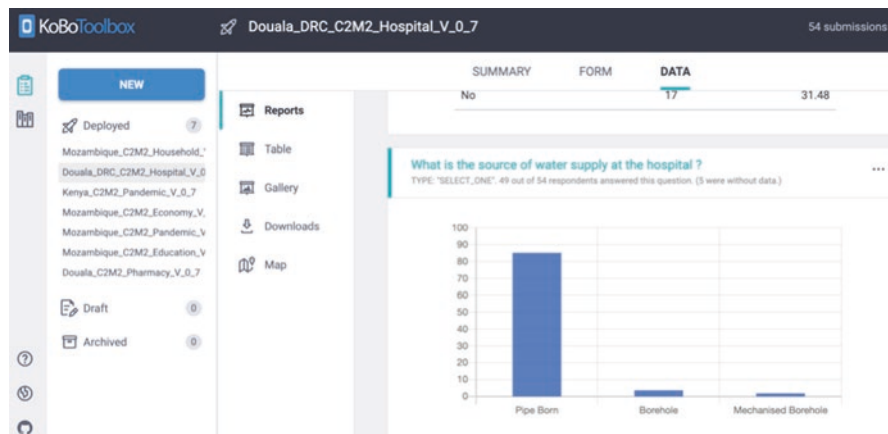 KoBoToolbox
Douala_DRC_C2M2_Hospital_V_0_7
54 submissions
NEW
Deployed 7
Mozambique_C2M2_Household_'
Douala_DRC_C2M2_Hospital_V_0
Kenya_C2M2_Pandemic_V_0_7
Mozambique_C2M2_Economy_V_
Mozambique_C2M2_Pandemic_V
Mozambique_C2M2_Education_V
Douala_C2M2_Pharmacy_V_0_7
Draft 0
Archived 0
Reports
Table
Gallery
Downloads
Map
SUMMARY FORM DATA
No 17 31.48
What is the source of water supply at the hospital ?
TYPE: "SELECT_ONE". 49 out of 54 respondents answered this question. (5 were without data.)
100
90
80
70
60
50
40
30
20
10
0
Pipe Born Borehole Mechanised Borehole